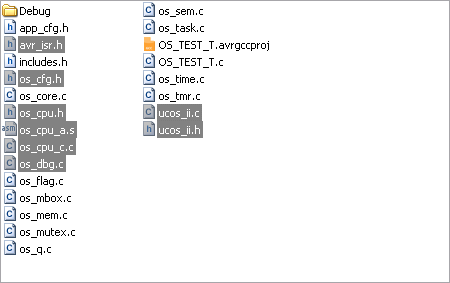 Debug
app_cfg.h
avr_isr.h
includes.h
os_cfg.h
os_core.c
os_cpu.h
os_cpu_a.s
os_cpu_c.c
os_dbg.c
os_flag.c
os_mbox.c
os_mem.c
os_mutex.c
os_q.c
os_sem.c
os_task.c
OS_TEST_T.avrgccproj
OS_TEST_T.c
os_time.c
os_tmr.c
ucos_ii.c
ucos_ii.h